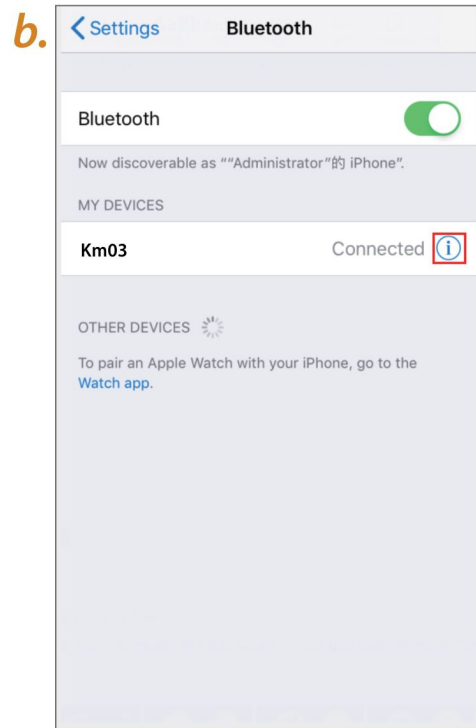 b.
Settings Bluetooth
Bluetooth
Now discoverable as ""Administrator"的 iPhone".
MY DEVICES
Km03 Connected i
OTHER DEVICES
To pair an Apple Watch with your iPhone, go to the
Watch app.